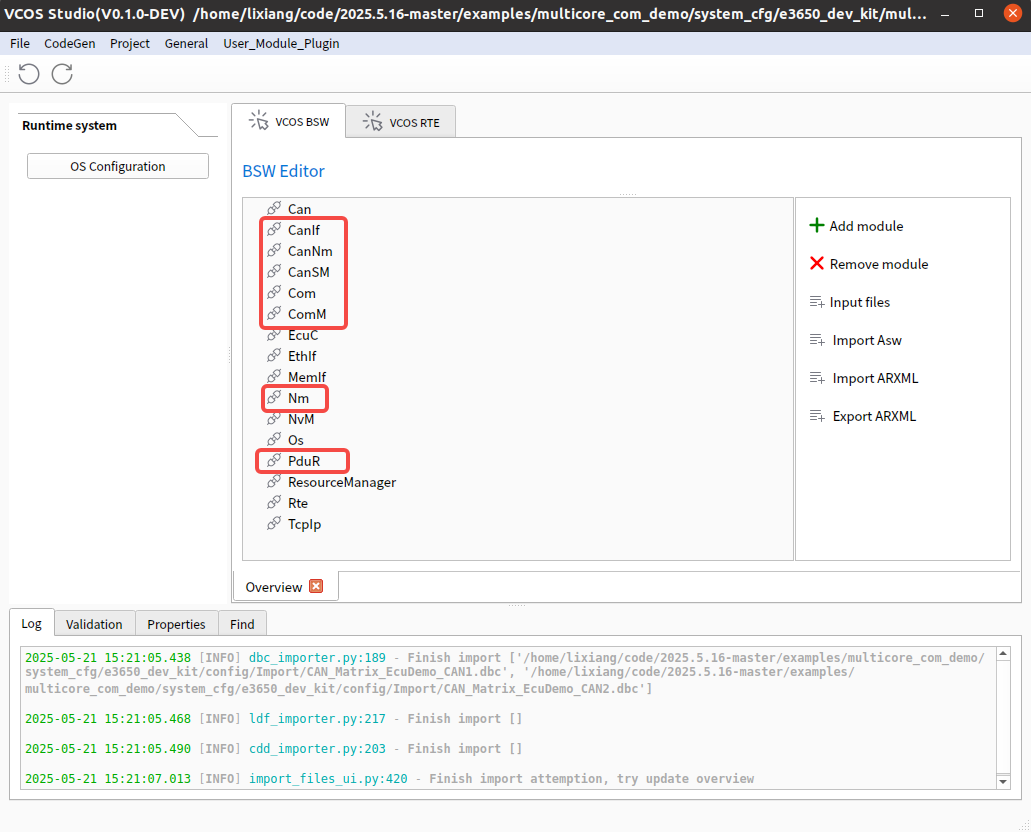 VCOS Studio(V0.1.0-DEV) /home/lixiang/code/2025.5.16-master/examples/multicore_com_demo/system_cfg/e3650_dev_kit/mul...
File CodeGen Project General User_Module_Plugin
Runtime system
OS Configuration
VCOS BSW
VCOS RTE
BSW Editor
Can
CanIf
CanNm
CanSM
Com
ComM
EcuC
EthIf
MemIf
Nm
NvM
Os
PduR
ResourceManager
Rte
TcpIp
Add module
Remove module
Input files
Import Asw
Import ARXML
Export ARXML
Overview
Log Validation Properties Find
2025-05-21 15:21:05.438 [INFO] dbc_importer.py:189 - Finish import ['/home/lixiang/code/2025.5.16-master/examples/multicore_com_demo/
system_cfg/e3650_dev_kit/config/Import/CAN_Matrix_EcuDemo_CAN1.dbc', '/home/lixiang/code/2025.5.16-master/examples/
multicore_com_demo/system_cfg/e3650_dev_kit/config/Import/CAN_Matrix_EcuDemo_CAN2.dbc']
2025-05-21 15:21:05.468 [INFO] ldf_importer.py:217 - Finish import []
2025-05-21 15:21:05.490 [INFO] cdd_importer.py:203 - Finish import []
2025-05-21 15:21:07.013 [INFO] import_files_ui.py:420 - Finish import attemption, try update overview